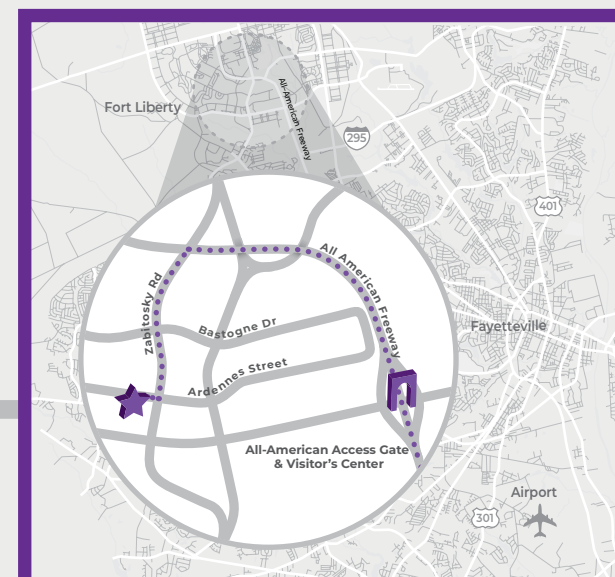 All-American Freeway
Fort Liberty
295
401
All American Freeway
Zabitosky Rd
Bastogne Dr
Fayetteville
Ardennes Street
All-American Access Gate
& Visitor's Center
Airport
301